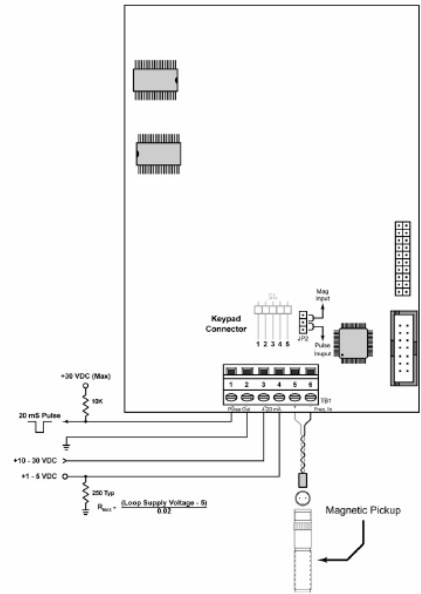 Mag
Input
Keypad
Connector
1 2 3 4 5
JP2
Pulse
Imput
+30 VDC (Max)
10K
20 mS Pulse
1 2 3 4 5 6
TB1
Pulse Out
4-20 mA
Freq. In
+10 - 30 VDC
+1 - 5 VDC
250 Typ
RMax = (Loop Supply Voltage - 5)
0.02
Magnetic Pickup